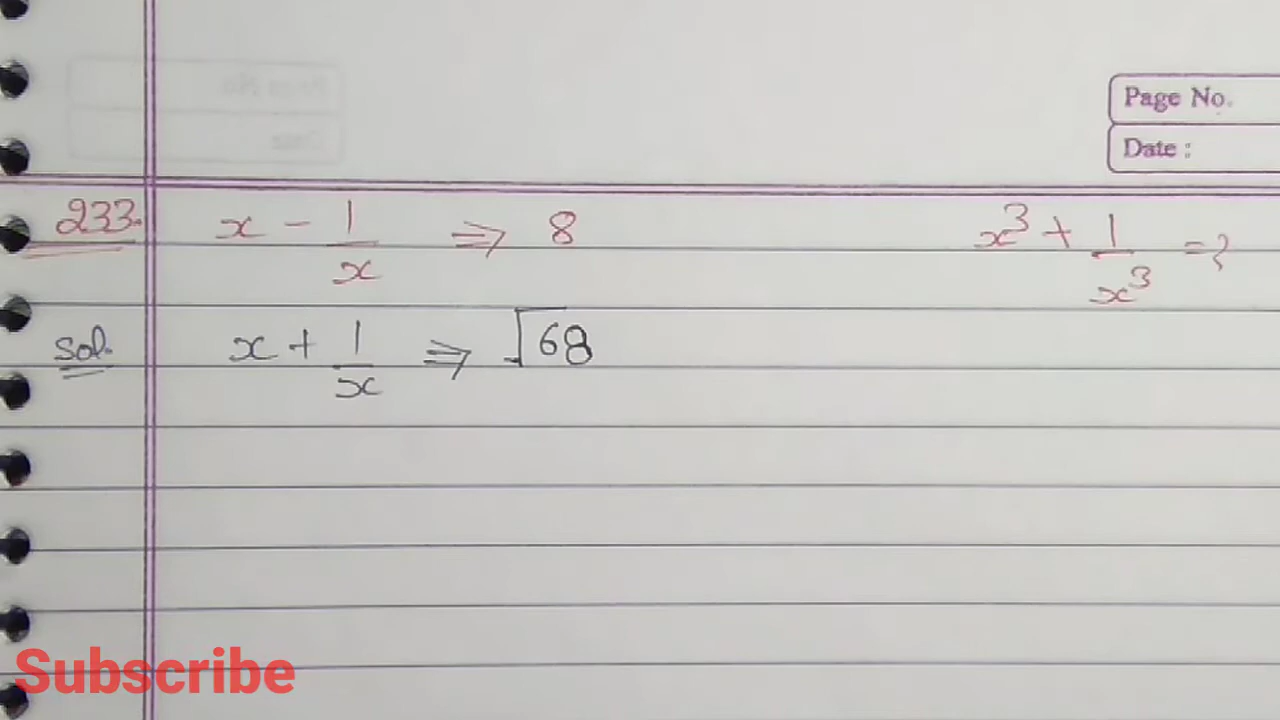 Page No.
Date :
233. x - 1/x ⇒ 8 x³ + 1/x³ = ?
Sol. x + 1/x ⇒ √68
Subscribe